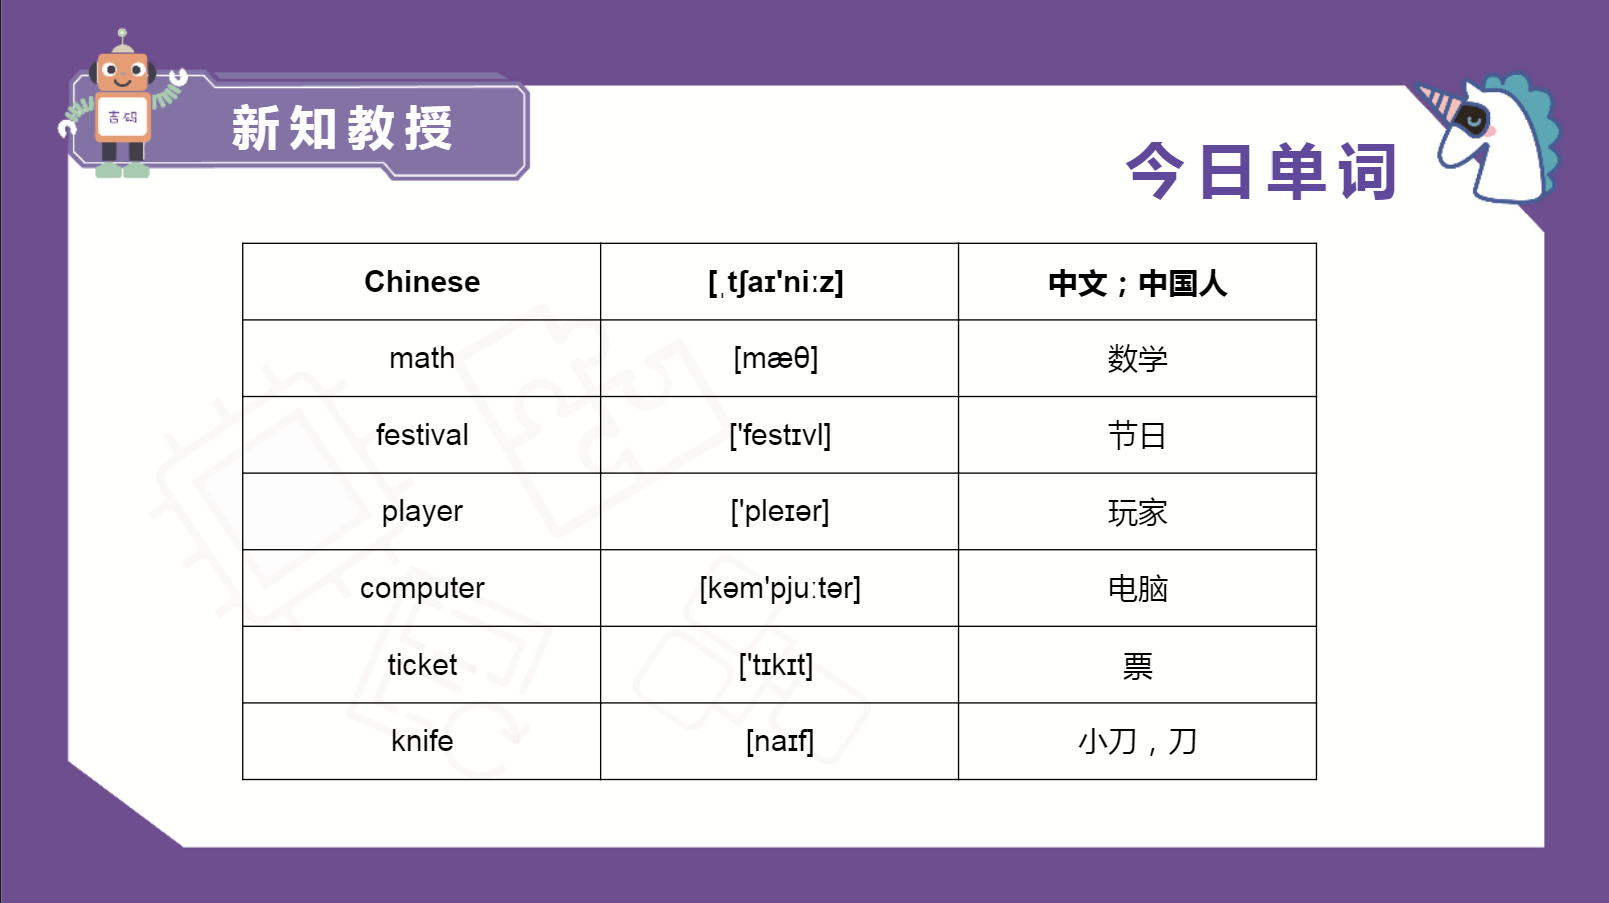 吉码
新知教授
今日单词
Chinese [ˌtʃaɪ'niːz] 中文；中国人
math [mæθ] 数学
festival ['festɪvl] 节日
player ['pleɪər] 玩家
computer [kəm'pjuːtər] 电脑
ticket ['tɪkɪt] 票
knife [naɪf] 小刀，刀